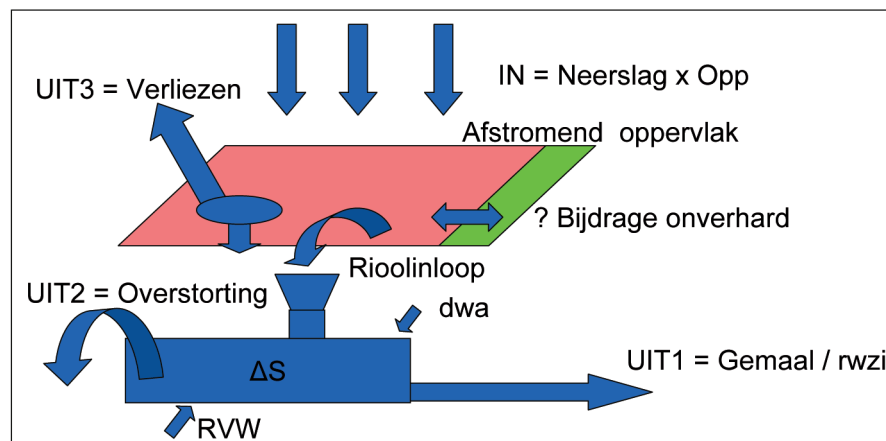 IN = Neerslag x Opp
UIT3 = Verliezen
Afstromend oppervlak
? Bijdrage onverhard
Rioolinloop
UIT2 = Overstorting
dwa
UIT1 = Gemaal / rwzi
ΔS
RVW